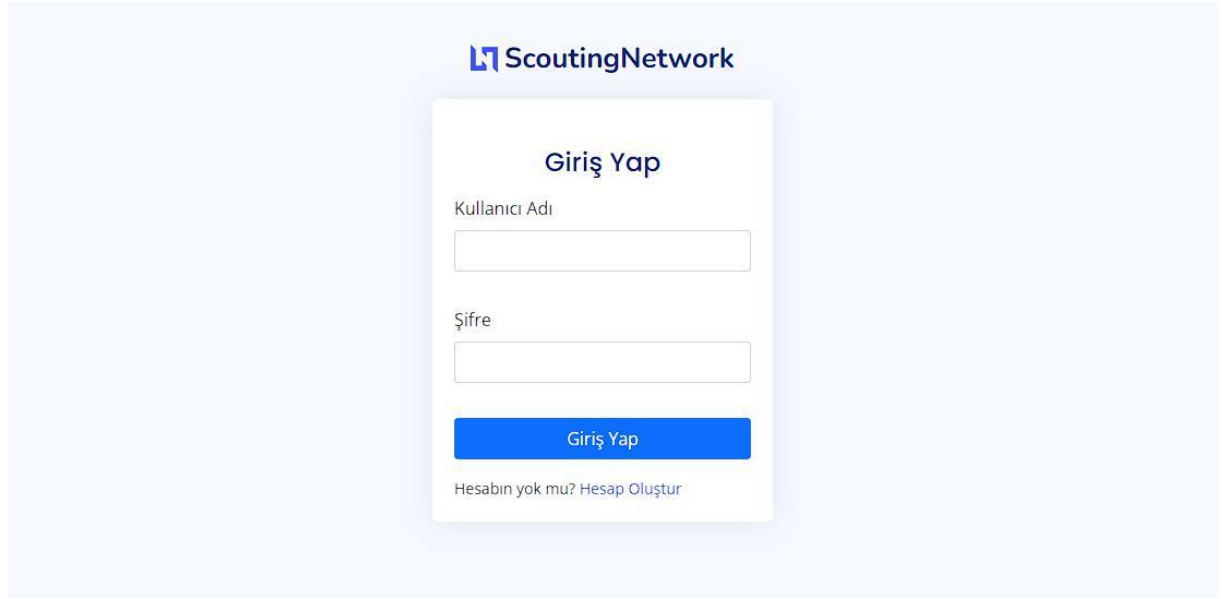 ScoutingNetwork
Giriş Yap
Kullanıcı Adı
Şifre
Giriş Yap
Hesabın yok mu? Hesap Oluştur